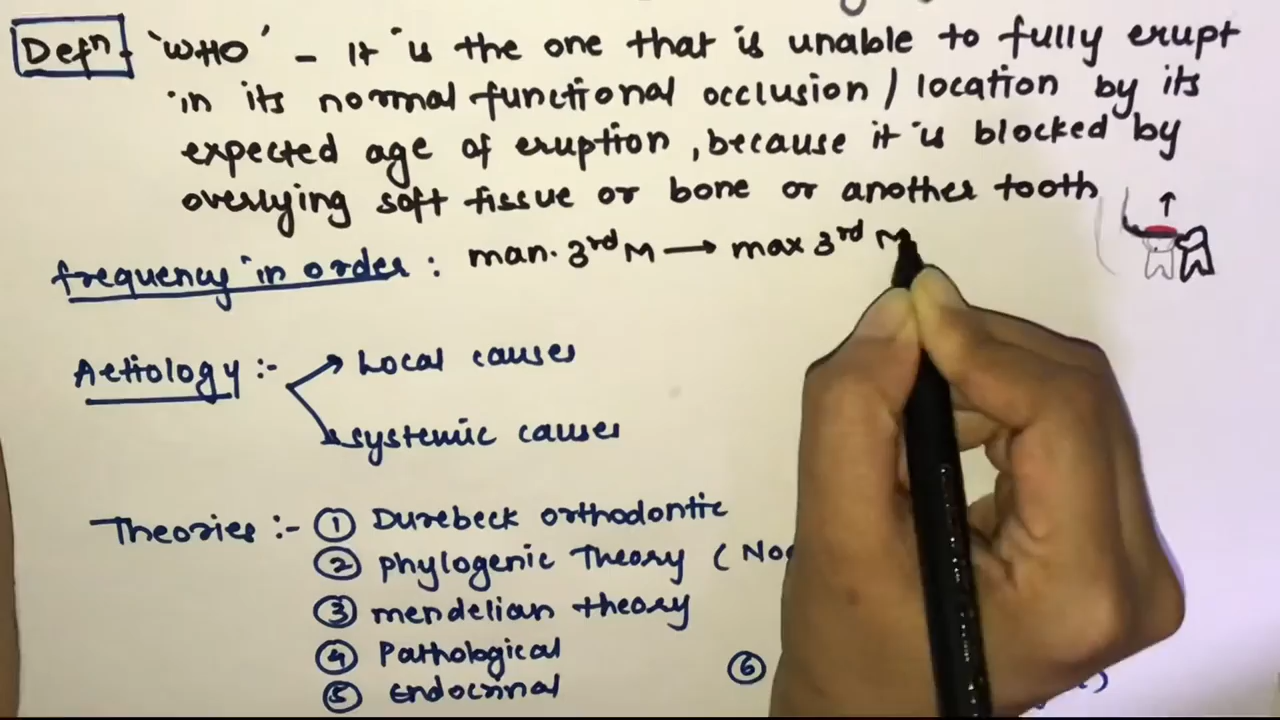 Defn - 'WHO' - It is the one that is unable to fully erupt
in its normal functional occlusion / location by its
expected age of eruption, because it is blocked by
overlying soft tissue or bone or another tooth
frequency in order : man. 3rd M → max 3rd M
Aetiology :- → Local causes
→ systemic causes
Theories :- ① Durebeck orthodontic
② phylogenic Theory (
③ mendelian theory
④ Pathological
⑤ Endocrinal
⑥